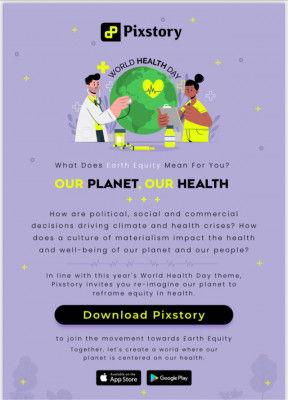 Pixstory
WORLD HEALTH DAY
What Does Earth Equity Mean For You?
OUR PLANET, OUR HEALTH
How are political, social and commercial
decisions driving climate and health crises? How
does a culture of materialism impact the health
and well-being of our planet and our people?
In line with this year's World Health Day theme,
Pixstory invites you re-imagine our planet to
reframe equity in health.
Download Pixstory
to join the movement towards Earth Equity
Together, let's create a world where our
planet is centered on our health.
Available on the
App Store
GET IT ON
Google Play